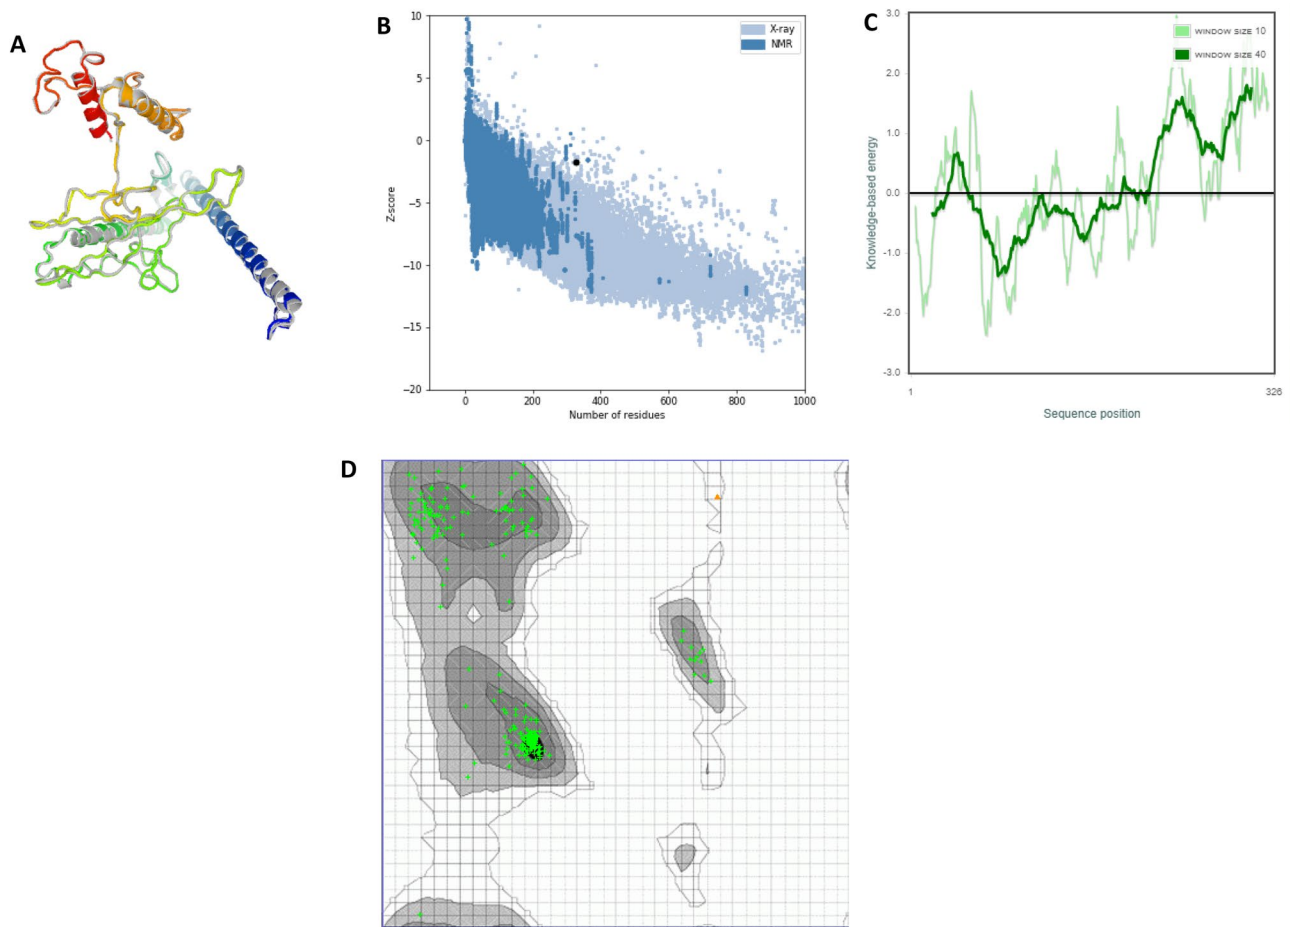 A
B
10
5
0
−5
−10
−15
−20
Z-score
0
200
400
600
800
1000
Number of residues
X-ray
NMR
C
3.0
2.0
1.0
0.0
-1.0
-2.0
-3.0
Knowledge-based energy
1
326
Sequence position
WINDOW SIZE 10
WINDOW SIZE 40
D